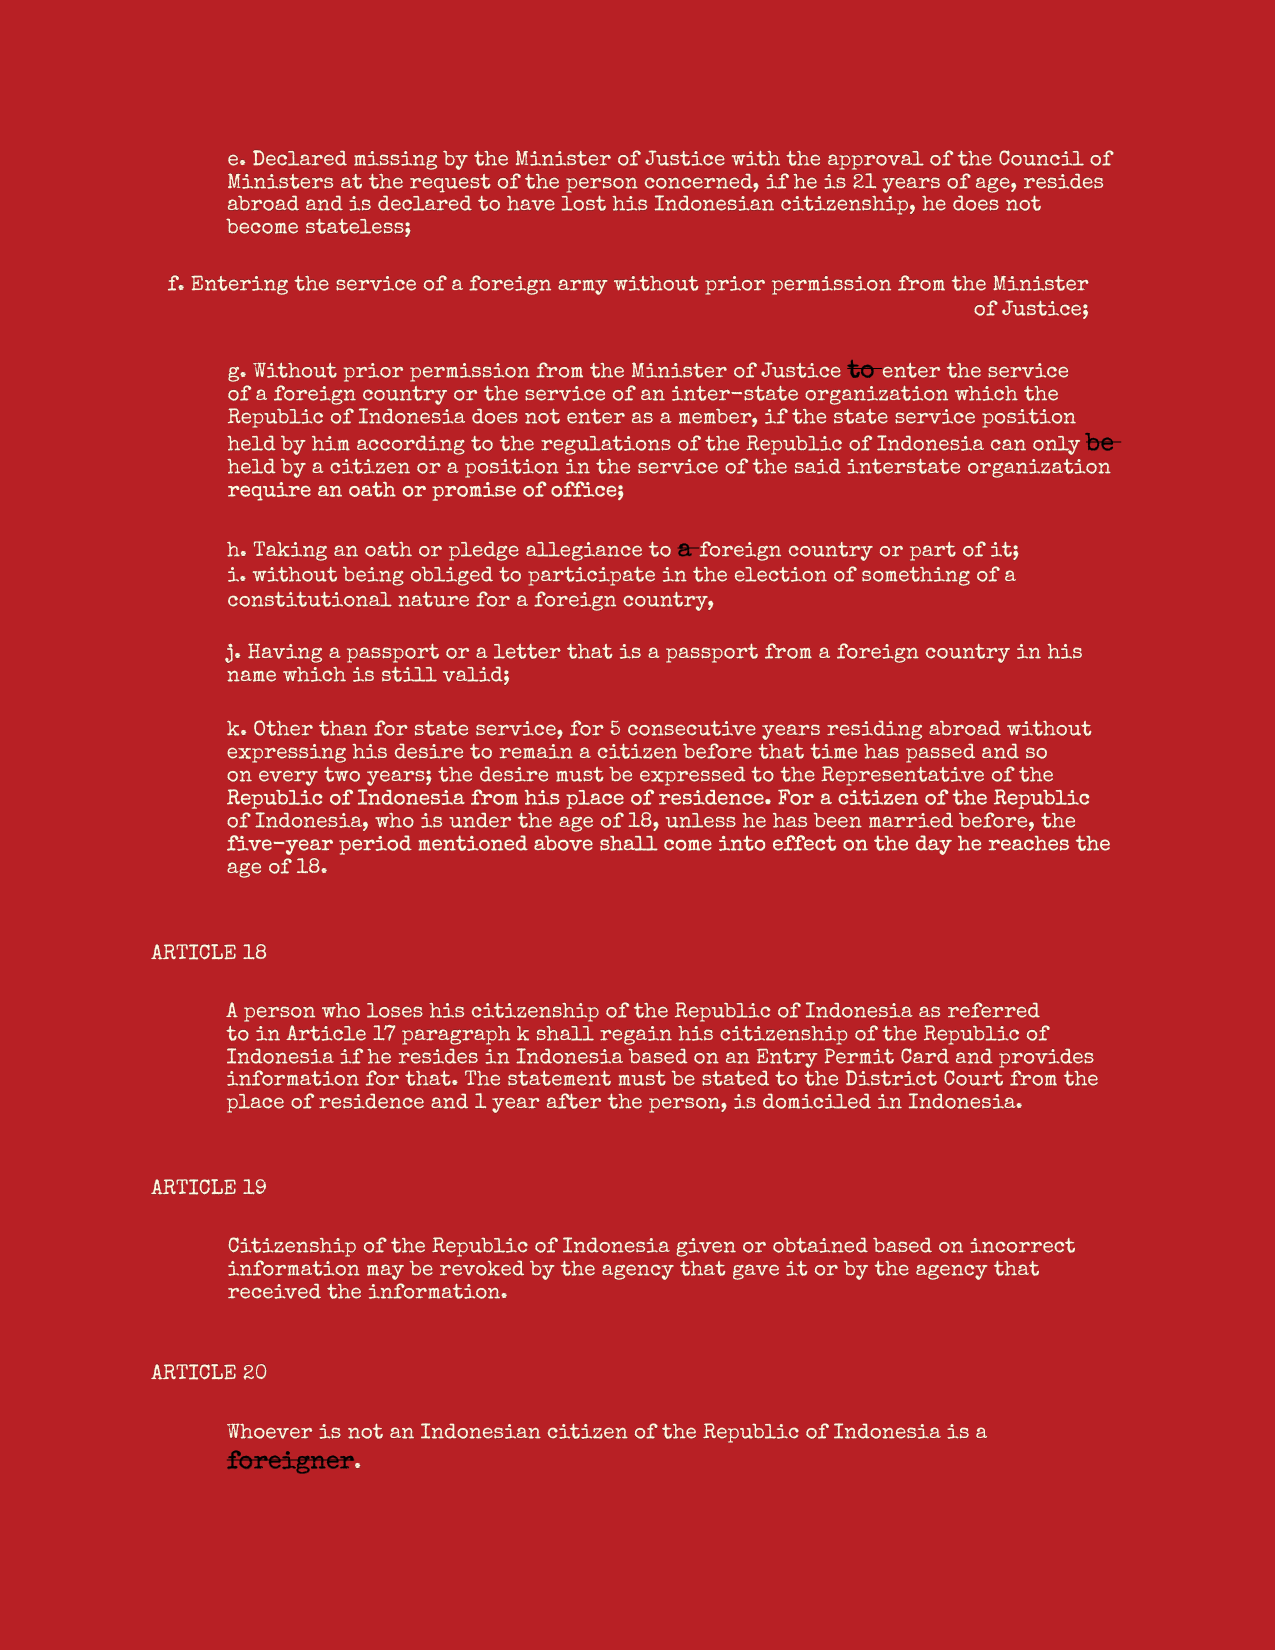 e. Declared missing by the Minister of Justice with the approval of the Council of
Ministers at the request of the person concerned, if he is 21 years of age, resides
abroad and is declared to have lost his Indonesian citizenship, he does not
become stateless;
f. Entering the service of a foreign army without prior permission from the Minister
of Justice;
g. Without prior permission from the Minister of Justice to enter the service
of a foreign country or the service of an inter-state organization which the
Republic of Indonesia does not enter as a member, if the state service position
held by him according to the regulations of the Republic of Indonesia can only be
held by a citizen or a position in the service of the said interstate organization
require an oath or promise of office;
h. Taking an oath or pledge allegiance to a foreign country or part of it;
i. without being obliged to participate in the election of something of a
constitutional nature for a foreign country,
j. Having a passport or a letter that is a passport from a foreign country in his
name which is still valid;
k. Other than for state service, for 5 consecutive years residing abroad without
expressing his desire to remain a citizen before that time has passed and so
on every two years; the desire must be expressed to the Representative of the
Republic of Indonesia from his place of residence. For a citizen of the Republic
of Indonesia, who is under the age of 18, unless he has been married before, the
five-year period mentioned above shall come into effect on the day he reaches the
age of 18.
ARTICLE 18
A person who loses his citizenship of the Republic of Indonesia as referred
to in Article 17 paragraph k shall regain his citizenship of the Republic of
Indonesia if he resides in Indonesia based on an Entry Permit Card and provides
information for that. The statement must be stated to the District Court from the
place of residence and 1 year after the person, is domiciled in Indonesia.
ARTICLE 19
Citizenship of the Republic of Indonesia given or obtained based on incorrect
information may be revoked by the agency that gave it or by the agency that
received the information.
ARTICLE 20
Whoever is not an Indonesian citizen of the Republic of Indonesia is a
foreigner.